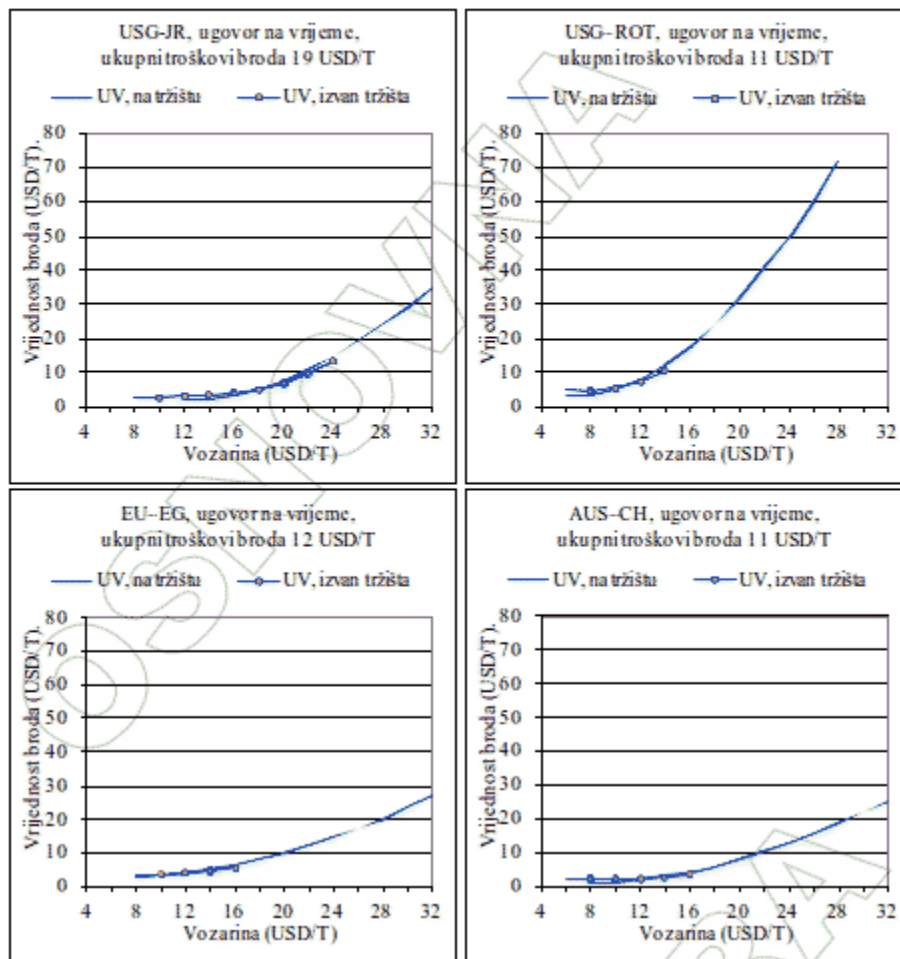 USG-JR, ugovor na vrijeme,
ukupni troškovi broda 19 USD/T
UV, na tržištu UV, izvan tržišta
Vrijednost broda (USD/T).
80
70
60
50
40
30
20
10
0
4 8 12 16 20 24 28 32
Vozarina (USD/T)
USG–ROT, ugovor na vrijeme,
ukupni troškovi broda 11 USD/T
UV, na tržištu UV, izvan tržišta
Vrijednost broda (USD/T).
80
70
60
50
40
30
20
10
0
4 8 12 16 20 24 28 32
Vozarina (USD/T)
EU–EG, ugovor na vrijeme,
ukupni troškovi broda 12 USD/T
UV, na tržištu UV, izvan tržišta
Vrijednost broda (USD/T).
80
70
60
50
40
30
20
10
0
4 8 12 16 20 24 28 32
Vozarina (USD/T)
AUS–CH, ugovor na vrijeme,
ukupni troškovi broda 11 USD/T
UV, na tržištu UV, izvan tržišta
Vrijednost broda (USD/T).
80
70
60
50
40
30
20
10
0
4 8 12 16 20 24 28 32
Vozarina (USD/T)
OSNOVNA